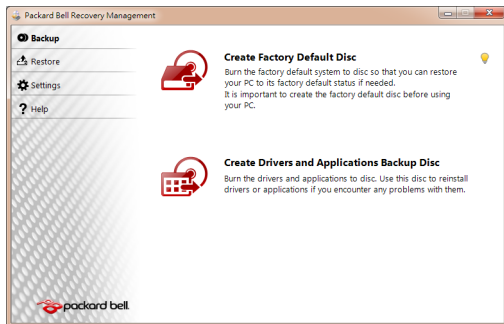 Packard Bell Recovery Management
Backup
Restore
Settings
? Help
Create Factory Default Disc
Burn the factory default system to disc so that you can restore
your PC to its factory default status if needed.
It is important to create the factory default disc before using
your PC.
Create Drivers and Applications Backup Disc
Burn the drivers and applications to disc. Use this disc to reinstall
drivers or applications if you encounter any problems with them.
packard bell.